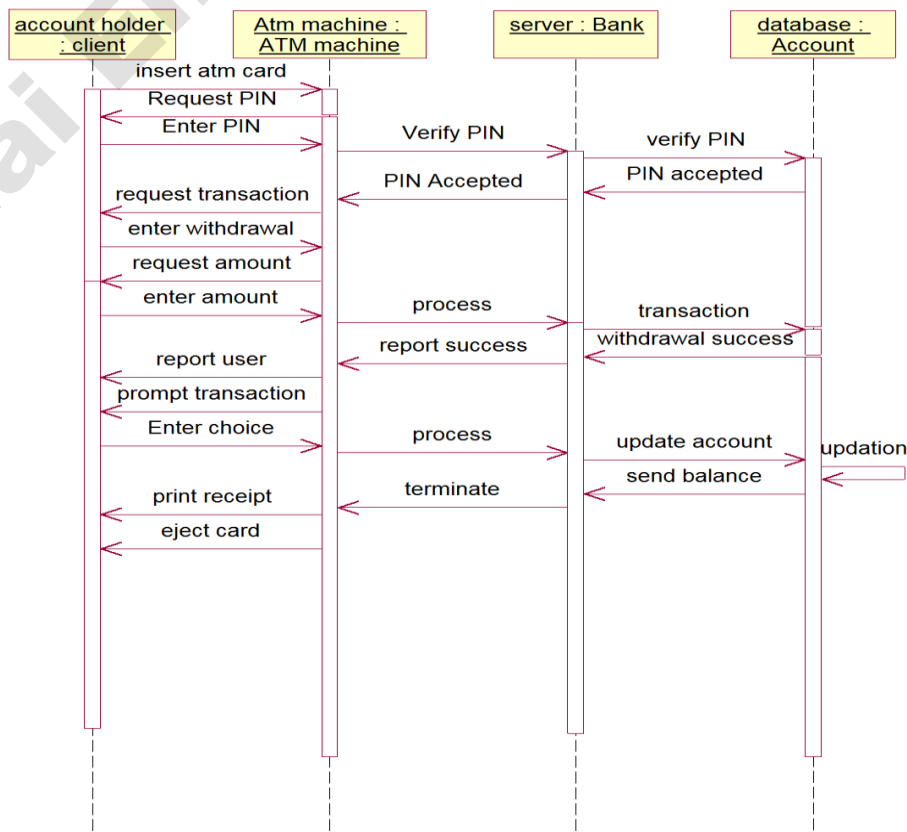 account holder
: client
Atm machine :
ATM machine
server : Bank
database :
Account
insert atm card
Request PIN
Enter PIN
Verify PIN
verify PIN
PIN Accepted
PIN accepted
request transaction
enter withdrawal
request amount
enter amount
process
transaction
withdrawal success
report success
report user
prompt transaction
Enter choice
process
update account
updation
send balance
terminate
print receipt
eject card